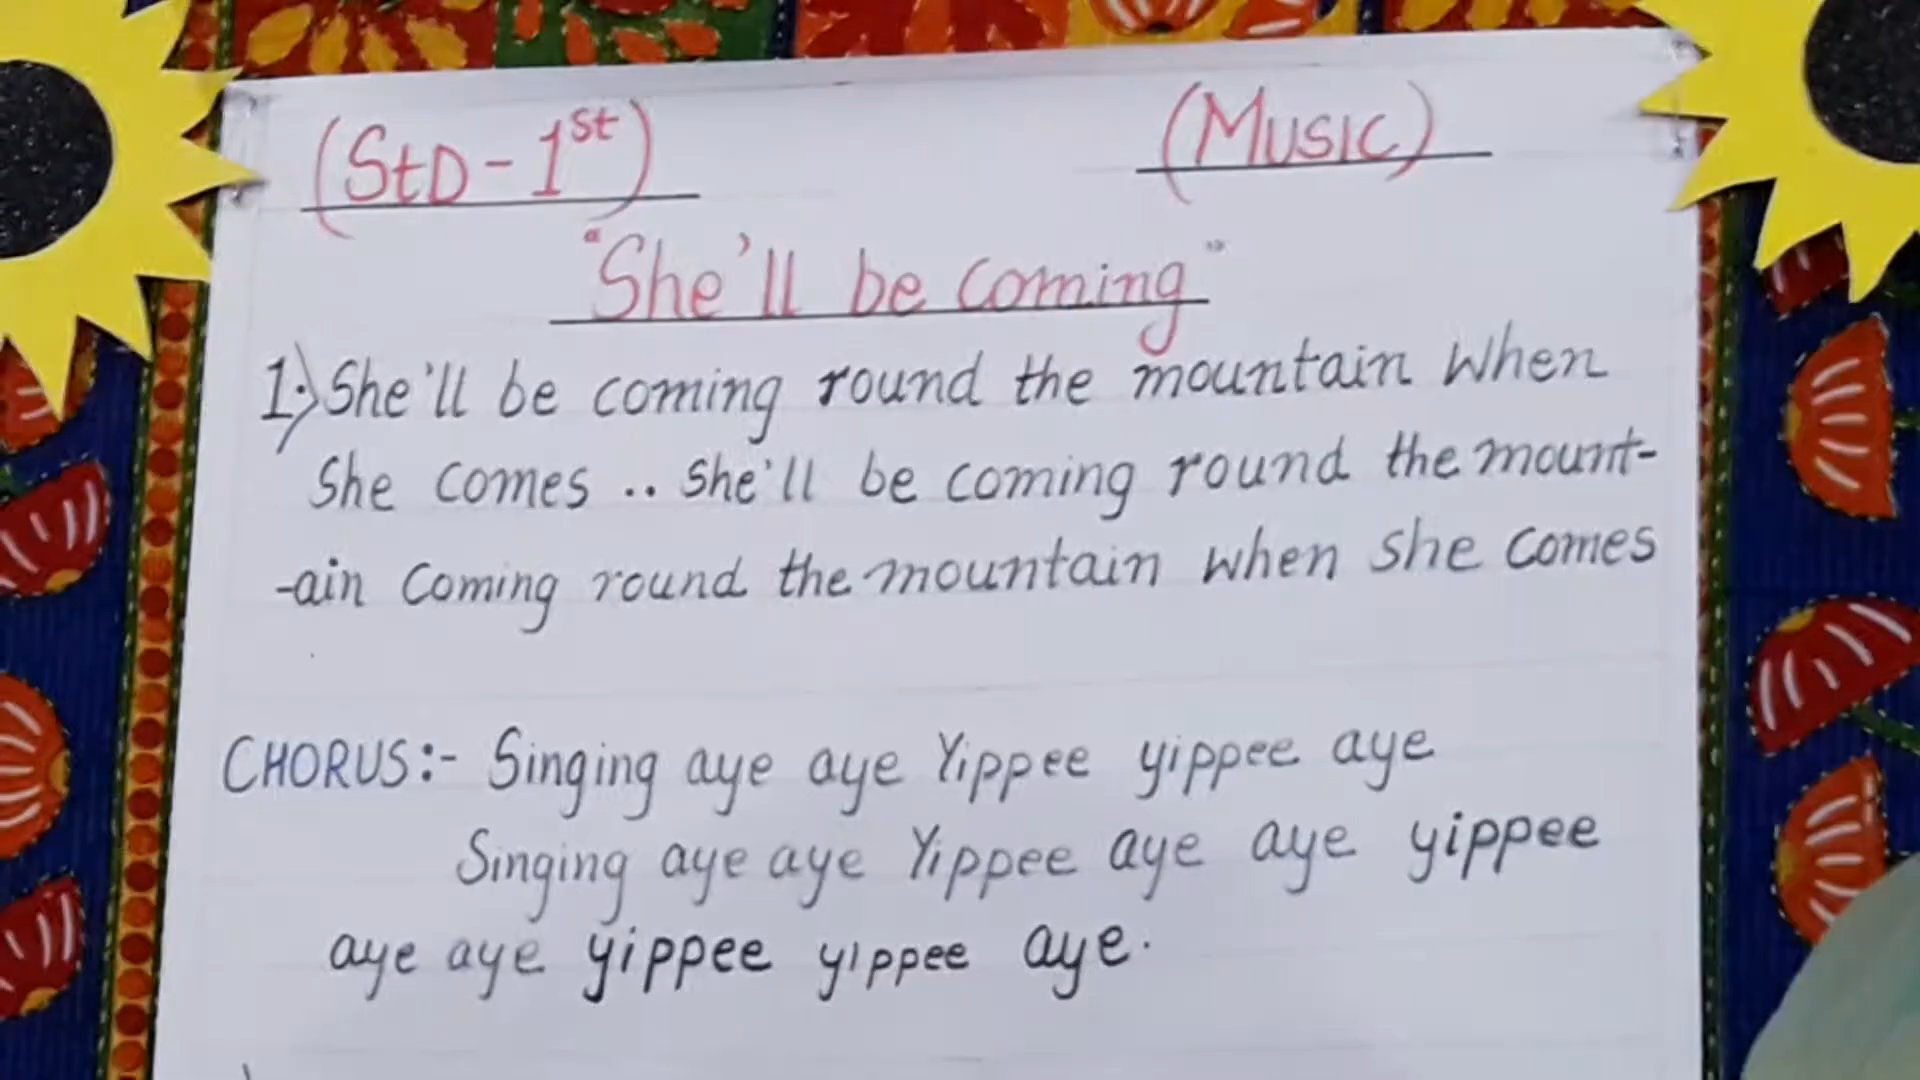 (StD - 1st) (MUSIC)
"She'll be coming"
1.) She'll be coming round the mountain when
She comes .. she'll be coming round the mount-
-ain coming round the mountain when she comes
CHORUS:- Singing aye aye Yippee yippee aye
Singing aye aye Yippee aye aye yippee
aye aye yippee yippee aye.